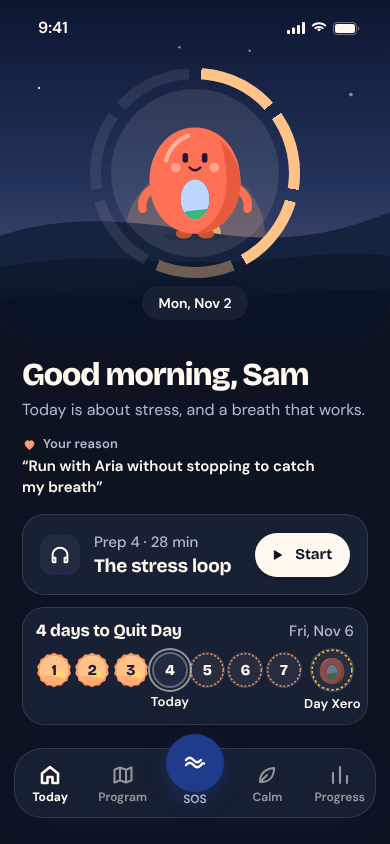 9:41
Mon, Nov 2
Good morning, Sam
Today is about stress, and a breath that works.
Your reason
“Run with Aria without stopping to catch
my breath”
Prep 4 · 28 min
The stress loop
Start
4 days to Quit Day
Fri, Nov 6
1 2 3 4 5 6 7
Today
Day Xero
Today
Program
SOS
Calm
Progress